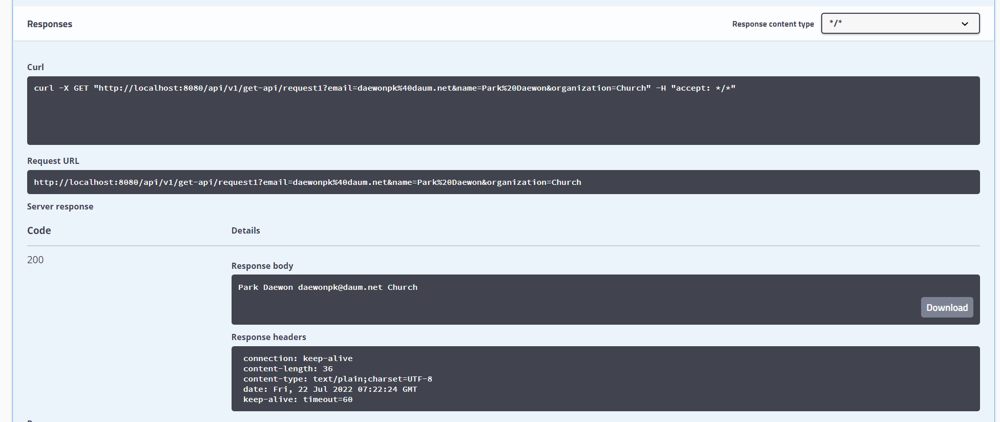 Responses
Response content type
*/*
Curl
curl -X GET "http://localhost:8080/api/v1/get-api/request1?email=daewonpk%40daum.net&name=Park%20Daewon&organization=Church" -H "accept: */*"
Request URL
http://localhost:8080/api/v1/get-api/request1?email=daewonpk%40daum.net&name=Park%20Daewon&organization=Church
Server response
Code
Details
200
Response body
Park Daewon daewonpk@daum.net Church
Download
Response headers
connection: keep-alive
content-length: 36
content-type: text/plain;charset=UTF-8
date: Fri, 22 Jul 2022 07:22:24 GMT
keep-alive: timeout=60